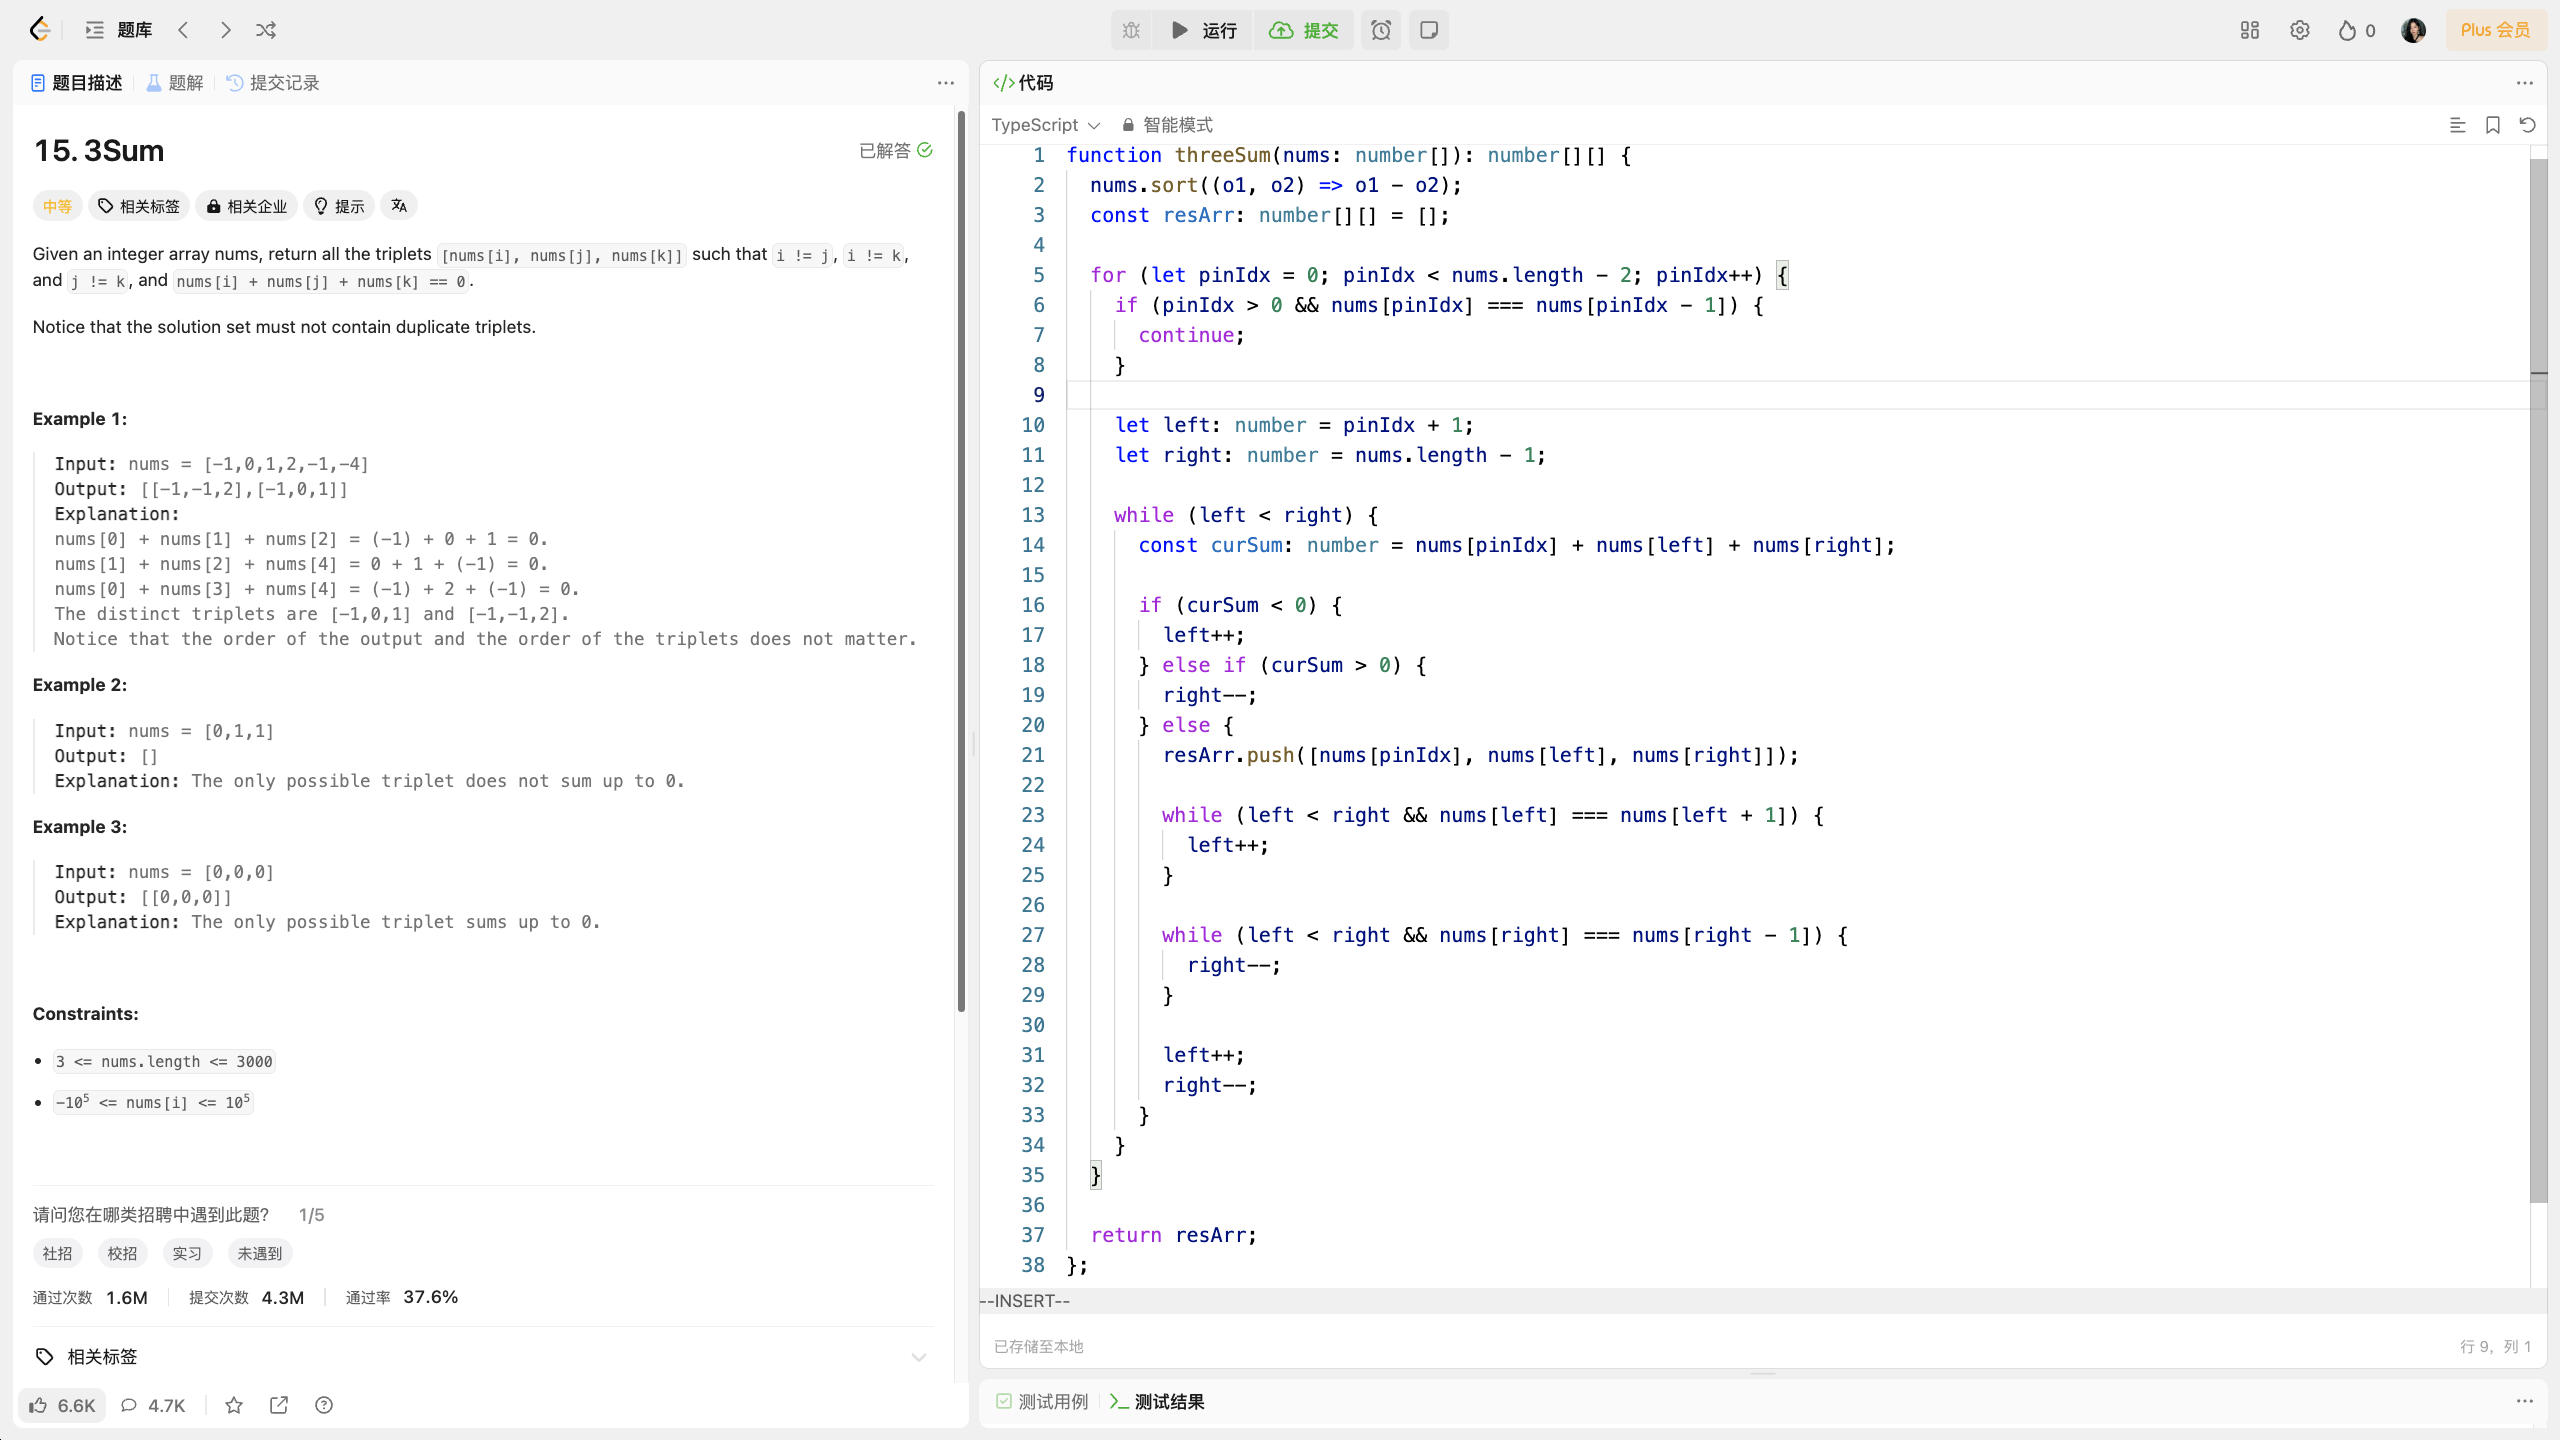 题库
运行
提交
0
Plus 会员
题目描述
题解
提交记录
15. 3Sum
已解答
中等
相关标签
相关企业
提示
Given an integer array nums, return all the triplets [nums[i], nums[j], nums[k]] such that i != j, i != k,
and j != k, and nums[i] + nums[j] + nums[k] == 0.
Notice that the solution set must not contain duplicate triplets.
Example 1:
Input: nums = [-1,0,1,2,-1,-4]
Output: [[-1,-1,2],[-1,0,1]]
Explanation:
nums[0] + nums[1] + nums[2] = (-1) + 0 + 1 = 0.
nums[1] + nums[2] + nums[4] = 0 + 1 + (-1) = 0.
nums[0] + nums[3] + nums[4] = (-1) + 2 + (-1) = 0.
The distinct triplets are [-1,0,1] and [-1,-1,2].
Notice that the order of the output and the order of the triplets does not matter.
Example 2:
Input: nums = [0,1,1]
Output: []
Explanation: The only possible triplet does not sum up to 0.
Example 3:
Input: nums = [0,0,0]
Output: [[0,0,0]]
Explanation: The only possible triplet sums up to 0.
Constraints:
• 3 <= nums.length <= 3000
• -10⁵ <= nums[i] <= 10⁵
请问您在哪类招聘中遇到此题? 1/5
社招 校招 实习 未遇到
通过次数 1.6M 提交次数 4.3M 通过率 37.6%
相关标签
6.6K 4.7K
</> 代码
TypeScript 智能模式
1 function threeSum(nums: number[]): number[][] {
2   nums.sort((o1, o2) => o1 - o2);
3   const resArr: number[][] = [];
4
5   for (let pinIdx = 0; pinIdx < nums.length - 2; pinIdx++) {
6     if (pinIdx > 0 && nums[pinIdx] === nums[pinIdx - 1]) {
7       continue;
8     }
9
10     let left: number = pinIdx + 1;
11     let right: number = nums.length - 1;
12
13     while (left < right) {
14       const curSum: number = nums[pinIdx] + nums[left] + nums[right];
15
16       if (curSum < 0) {
17         left++;
18       } else if (curSum > 0) {
19         right--;
20       } else {
21         resArr.push([nums[pinIdx], nums[left], nums[right]]);
22
23         while (left < right && nums[left] === nums[left + 1]) {
24           left++;
25         }
26
27         while (left < right && nums[right] === nums[right - 1]) {
28           right--;
29         }
30
31         left++;
32         right--;
33       }
34     }
35   }
36
37   return resArr;
38 };
--INSERT--
已存储至本地
行 9, 列 1
测试用例
测试结果